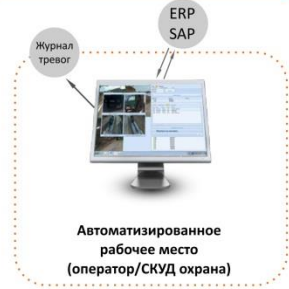 ERP
SAP
Журнал
тревог
Автоматизированное
рабочее место
(оператор/СКУД охрана)